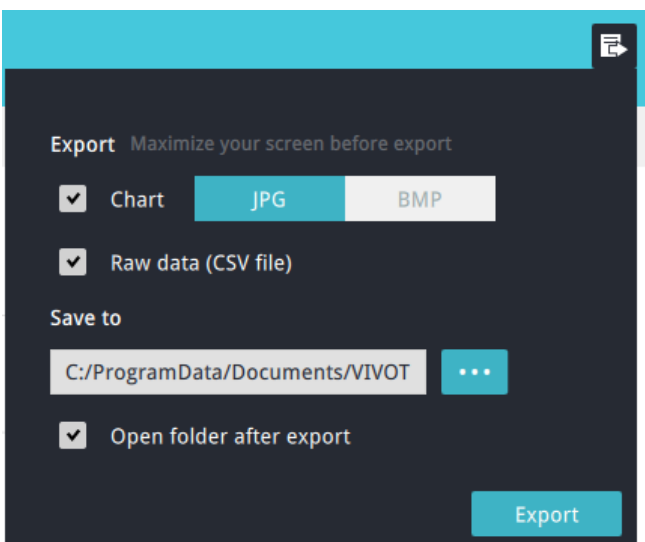 Export Maximize your screen before export
Chart JPG BMP
Raw data (CSV file)
Save to
C:/ProgramData/Documents/VIVOT
Open folder after export
Export